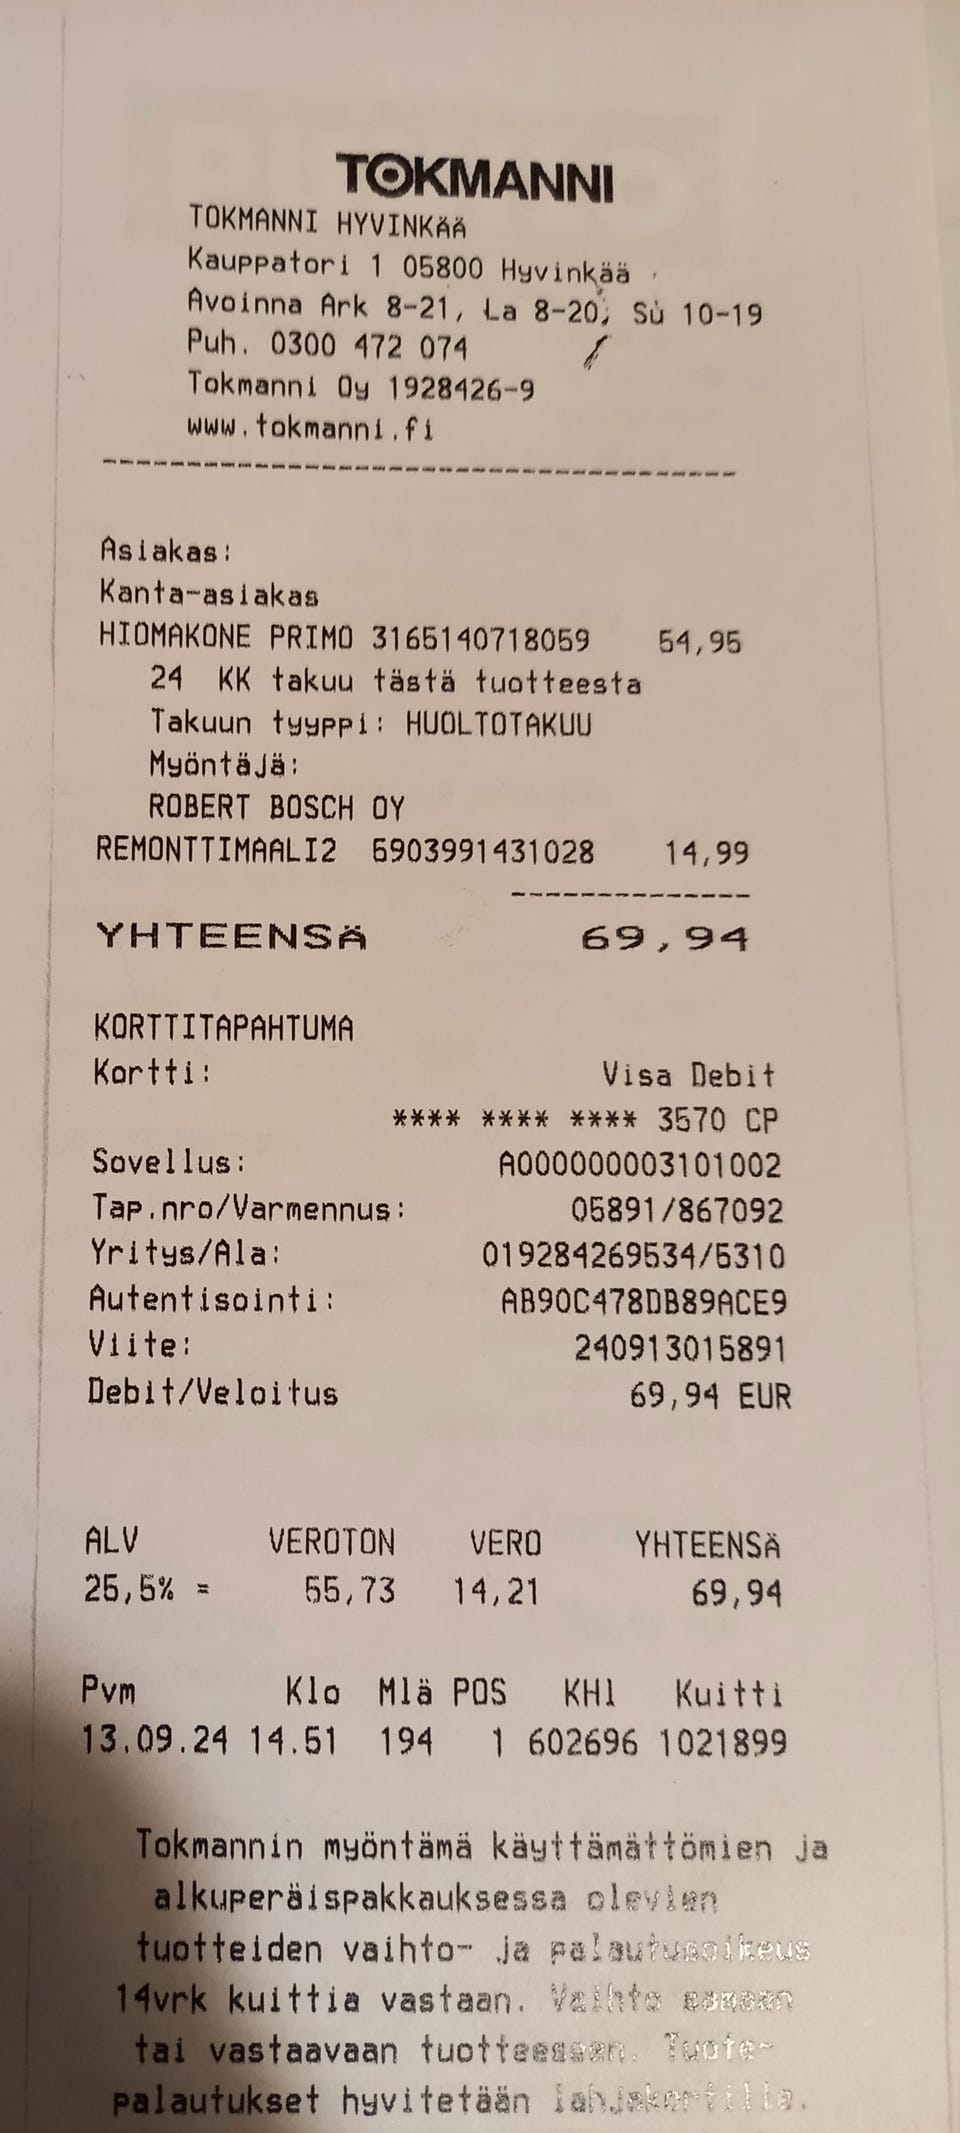 TOKMANNI
TOKMANNI HYVINKÄÄ
Kauppatori 1 05800 Hyvinkää
Avoinna Ark 8-21, La 8-20, Su 10-19
Puh. 0300 472 074
Tokmanni Oy 1928426-9
www.tokmanni.fi
Asiakas:
Kanta-asiakas
HIOMAKONE PRIMO 3165140718059 54,95
24 KK takuu tästä tuotteesta
Takuun tyyppi: HUOLTOTAKUU
Myöntäjä:
ROBERT BOSCH OY
REMONTTIMAALI2 6903991431028 14,99
YHTEENSÄ 69,94
KORTTITAPAHTUMA
Kortti: Visa Debit
**** **** **** 3570 CP
Sovellus: A000000003101002
Tap.nro/Varmennus: 05891/867092
Yritys/Ala: 019284269534/5310
Autentisointi: AB90C478DB89ACE9
Viite: 240913015891
Debit/Veloitus 69,94 EUR
ALV VEROTON VERO YHTEENSÄ
25,5% = 55,73 14,21 69,94
Pvm Klo Mlä POS KHl Kuitti
13.09.24 14.51 194 1 602696 1021899
Tokmannin myöntämä käyttämättömien ja
alkuperäispakkauksessa olevien
tuotteiden vaihto- ja palautusoikeus
14vrk kuittia vastaan. Vaihto samaan
tai vastaavaan tuotteeseen. Tuote-
palautukset hyvitetään lahjakortilla.